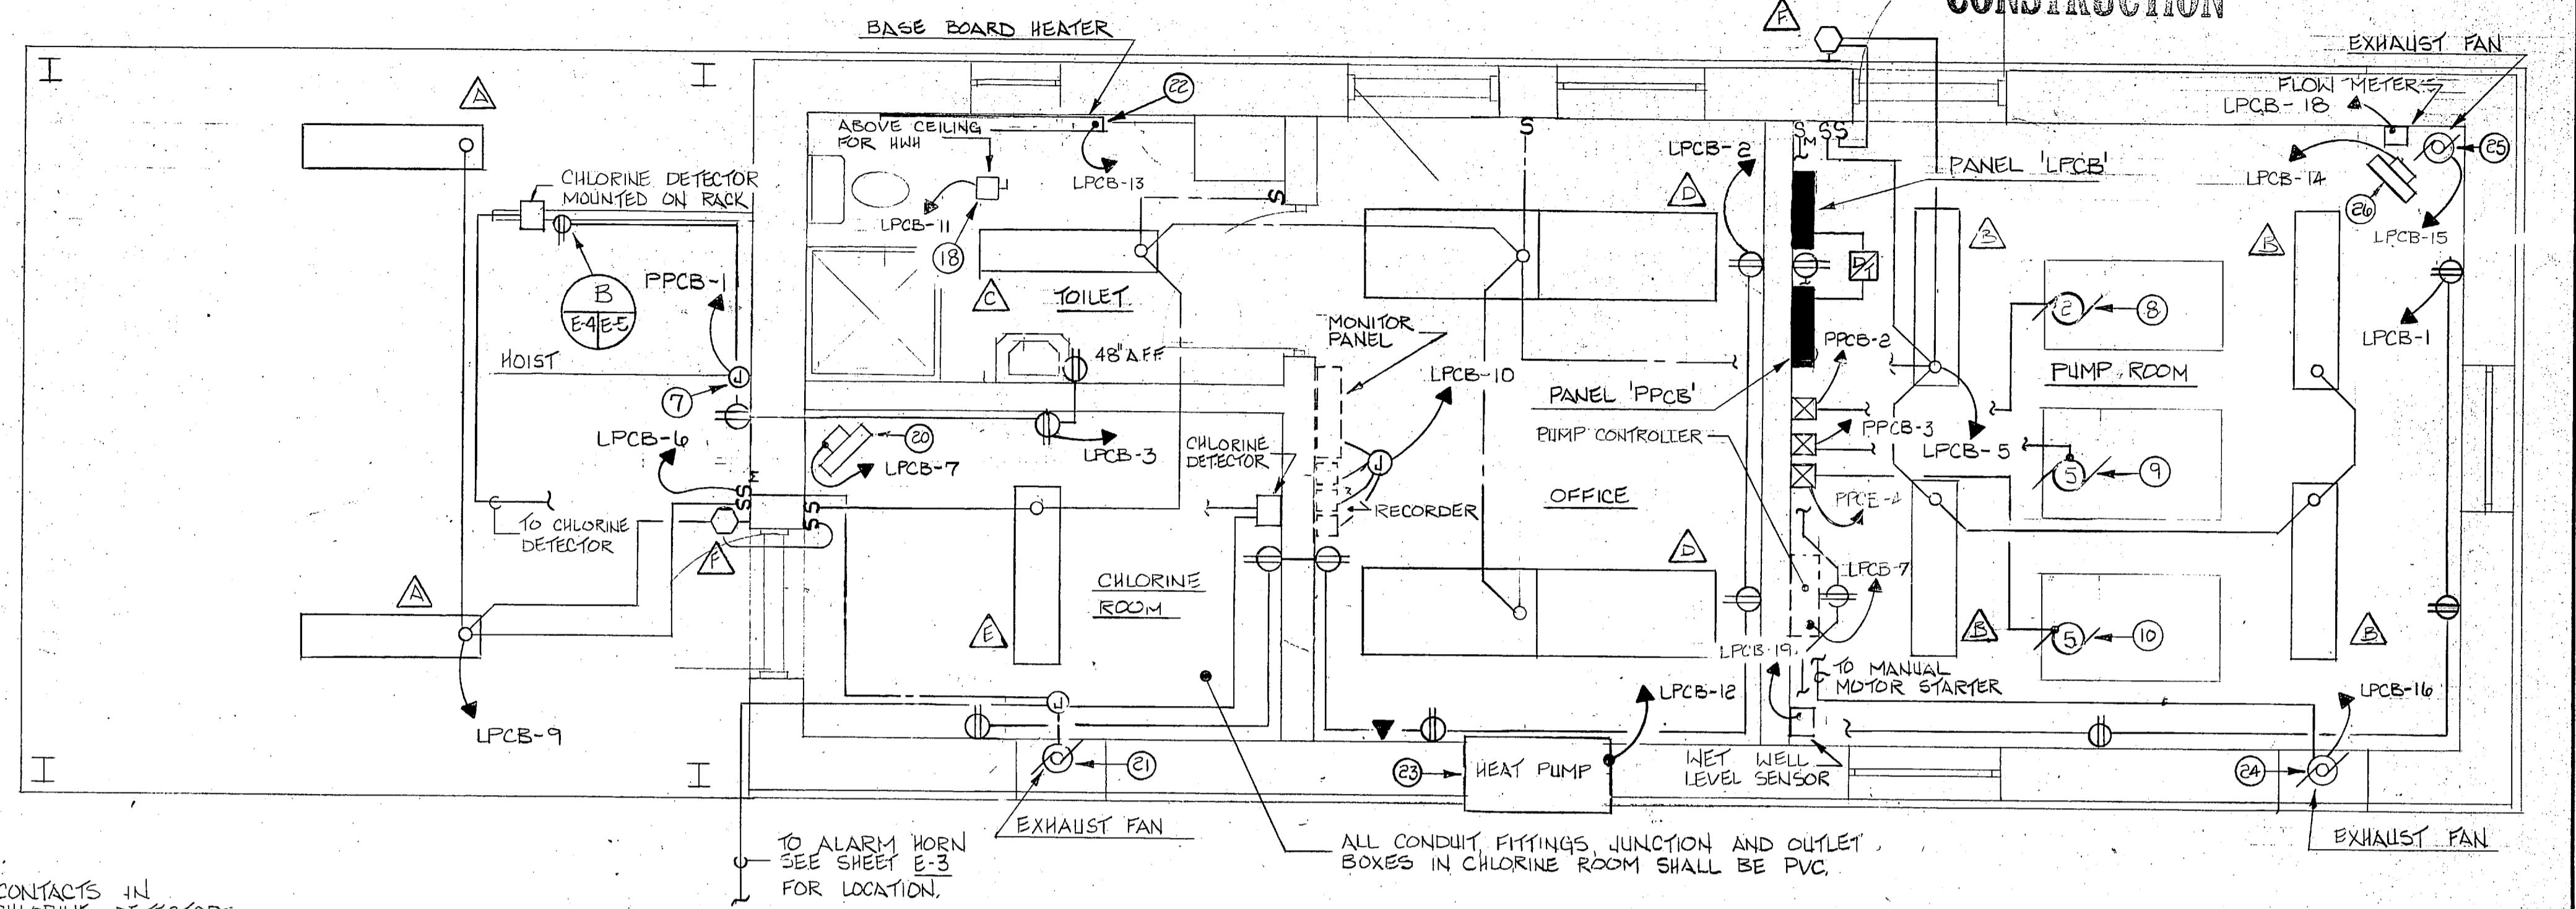 CONSTRUCTION
BASE BOARD HEATER
F
EXHAUST FAN
A
22
FLOW METERS
LPCB-18
ABOVE CEILING
FOR HWH
S
S SS
M
LPCB-2
25
CHLORINE DETECTOR
MOUNTED ON RACK
LPCB-13
PANEL 'LPCB'
LPCB-14
D
S
26
LPCB-11
LPCB-15
18
B
B
D/T
B
E-4 E-5
PPCB-1
C
TOILET
2
8
MONITOR
PANEL
48" AFF
PPCB-2
LPCB-1
HOIST
J
LPCB-10
PUMP ROOM
7
PANEL 'PPCB'
20
LPCB-6
LPCB-7
LPCB-3
CHLORINE
DETECTOR
J
PUMP CONTROLLER
PPCB-3
LPCB-5
5
9
M
SS
SS
OFFICE
PPCB-4
TO CHLORINE
DETECTOR
RECORDER
F
D
CHLORINE
ROOM
LPCB-7
A
E
B
5
10
B
LPCB-19
TO MANUAL
MOTOR STARTER
LPCB-9
J
LPCB-12
LPCB-16
21
23
HEAT PUMP
WET WELL
LEVEL SENSOR
24
EXHAUST FAN
TO ALARM HORN
SEE SHEET E-3
FOR LOCATION.
ALL CONDUIT, FITTINGS, JUNCTION AND OUTLET
BOXES IN CHLORINE ROOM SHALL BE PVC.
EXHAUST FAN
CONTACTS IN